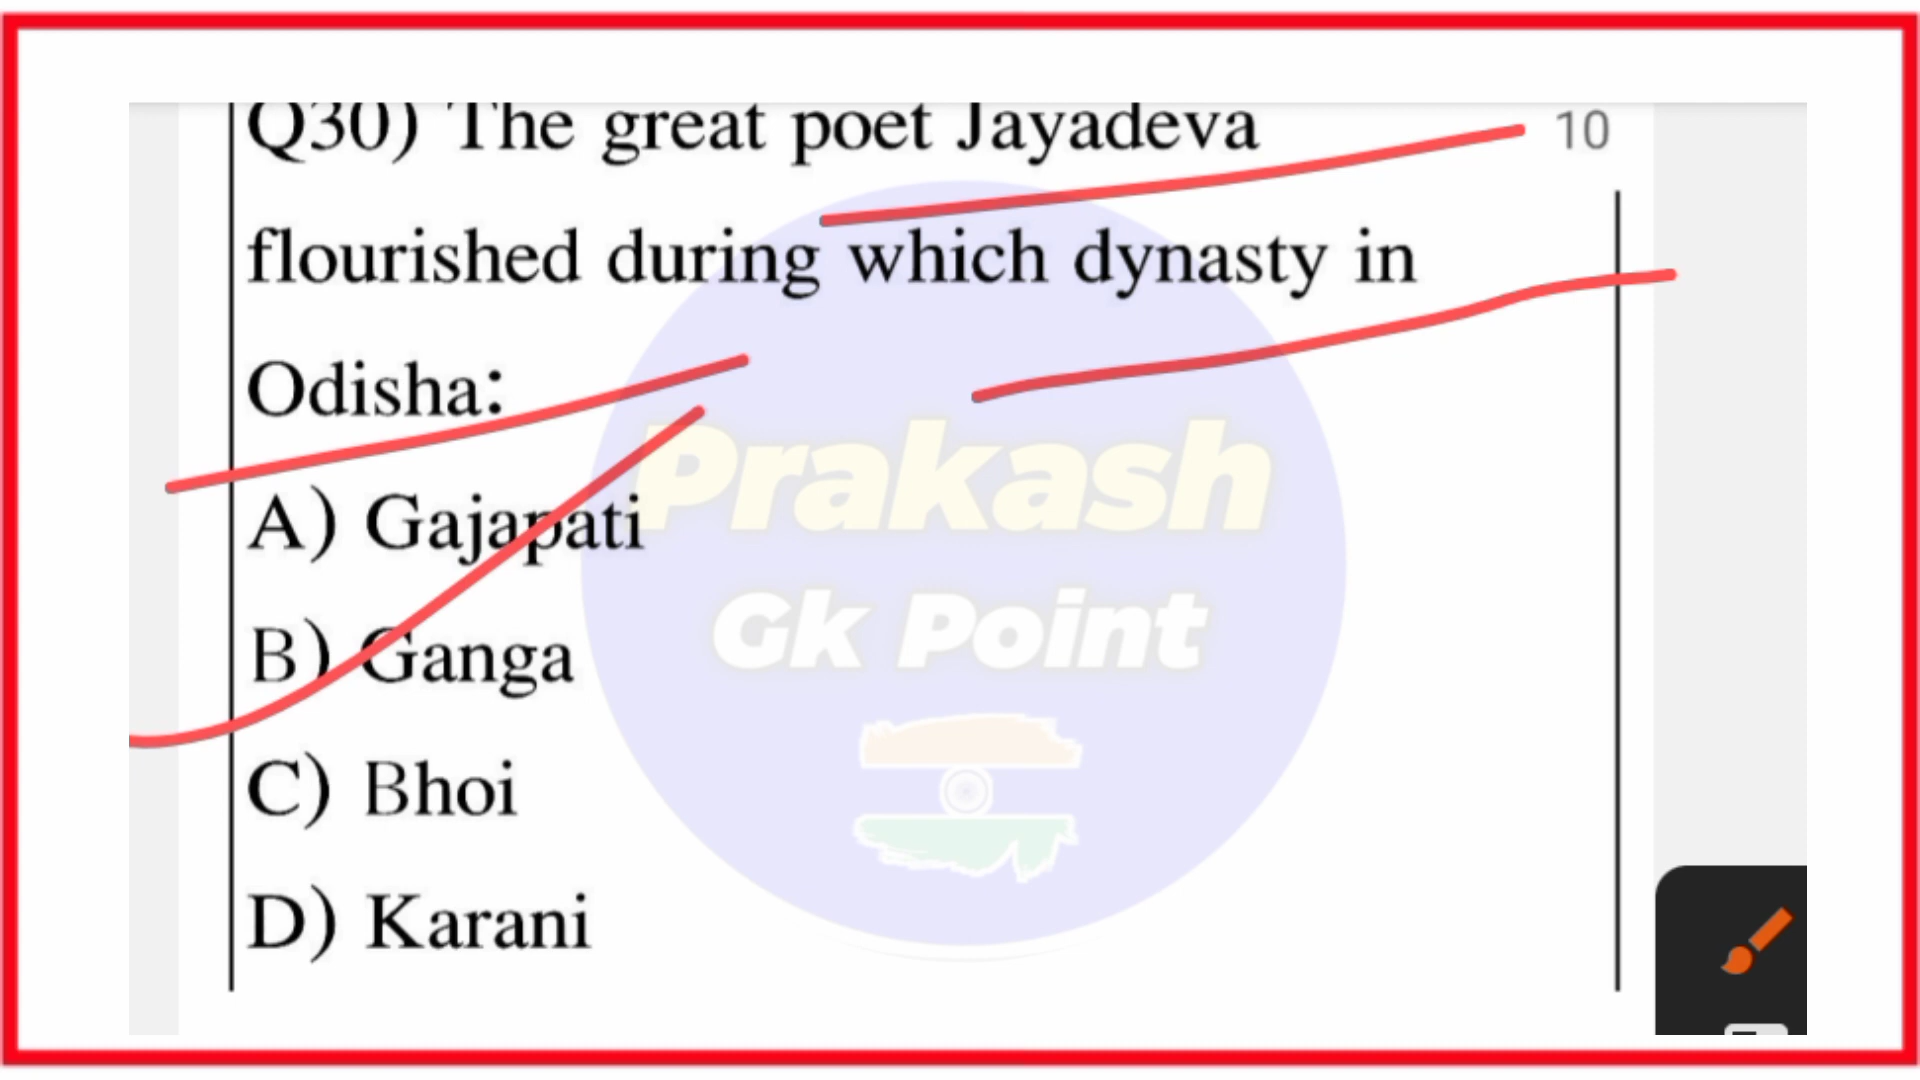 Q30) The great poet Jayadeva
10
flourished during which dynasty in
Odisha:
A) Gajapati
B) Ganga
C) Bhoi
D) Karani
Prakash
Gk Point